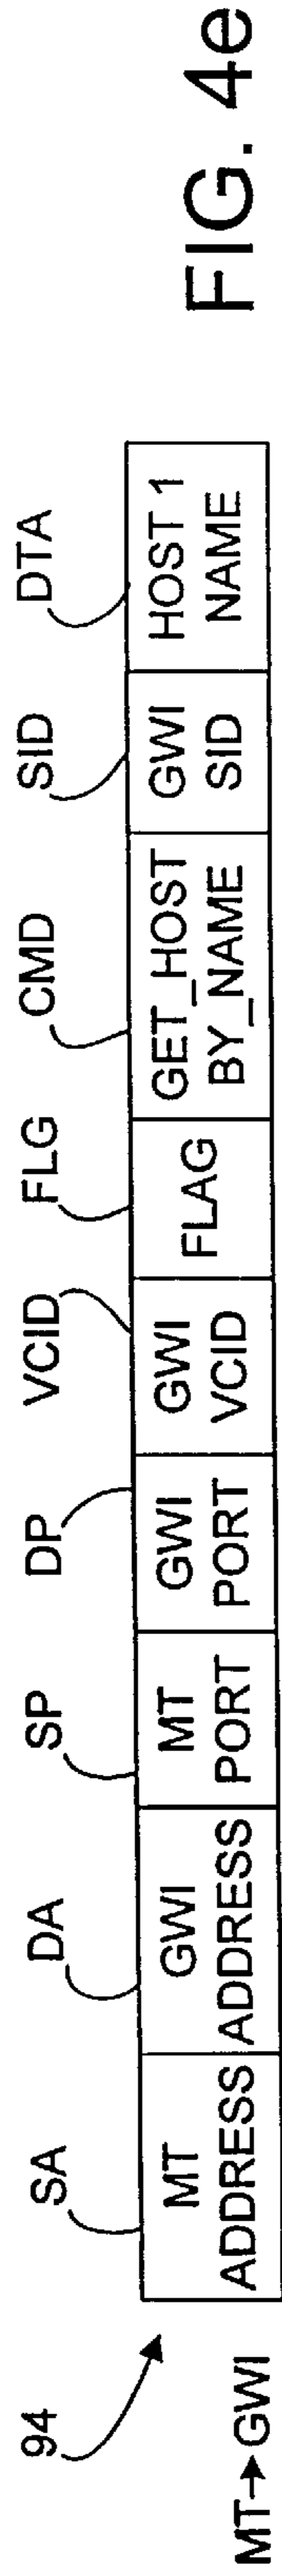 94
SA
DA
SP
DP
VCID
FLG
CMD
SID
DTA
MT
ADDRESS
GWI
ADDRESS
MT
PORT
GWI
PORT
GWI
VCID
FLAG
GET_HOST
BY_NAME
GWI
SID
HOST 1
NAME
MT→GWI
FIG. 4e